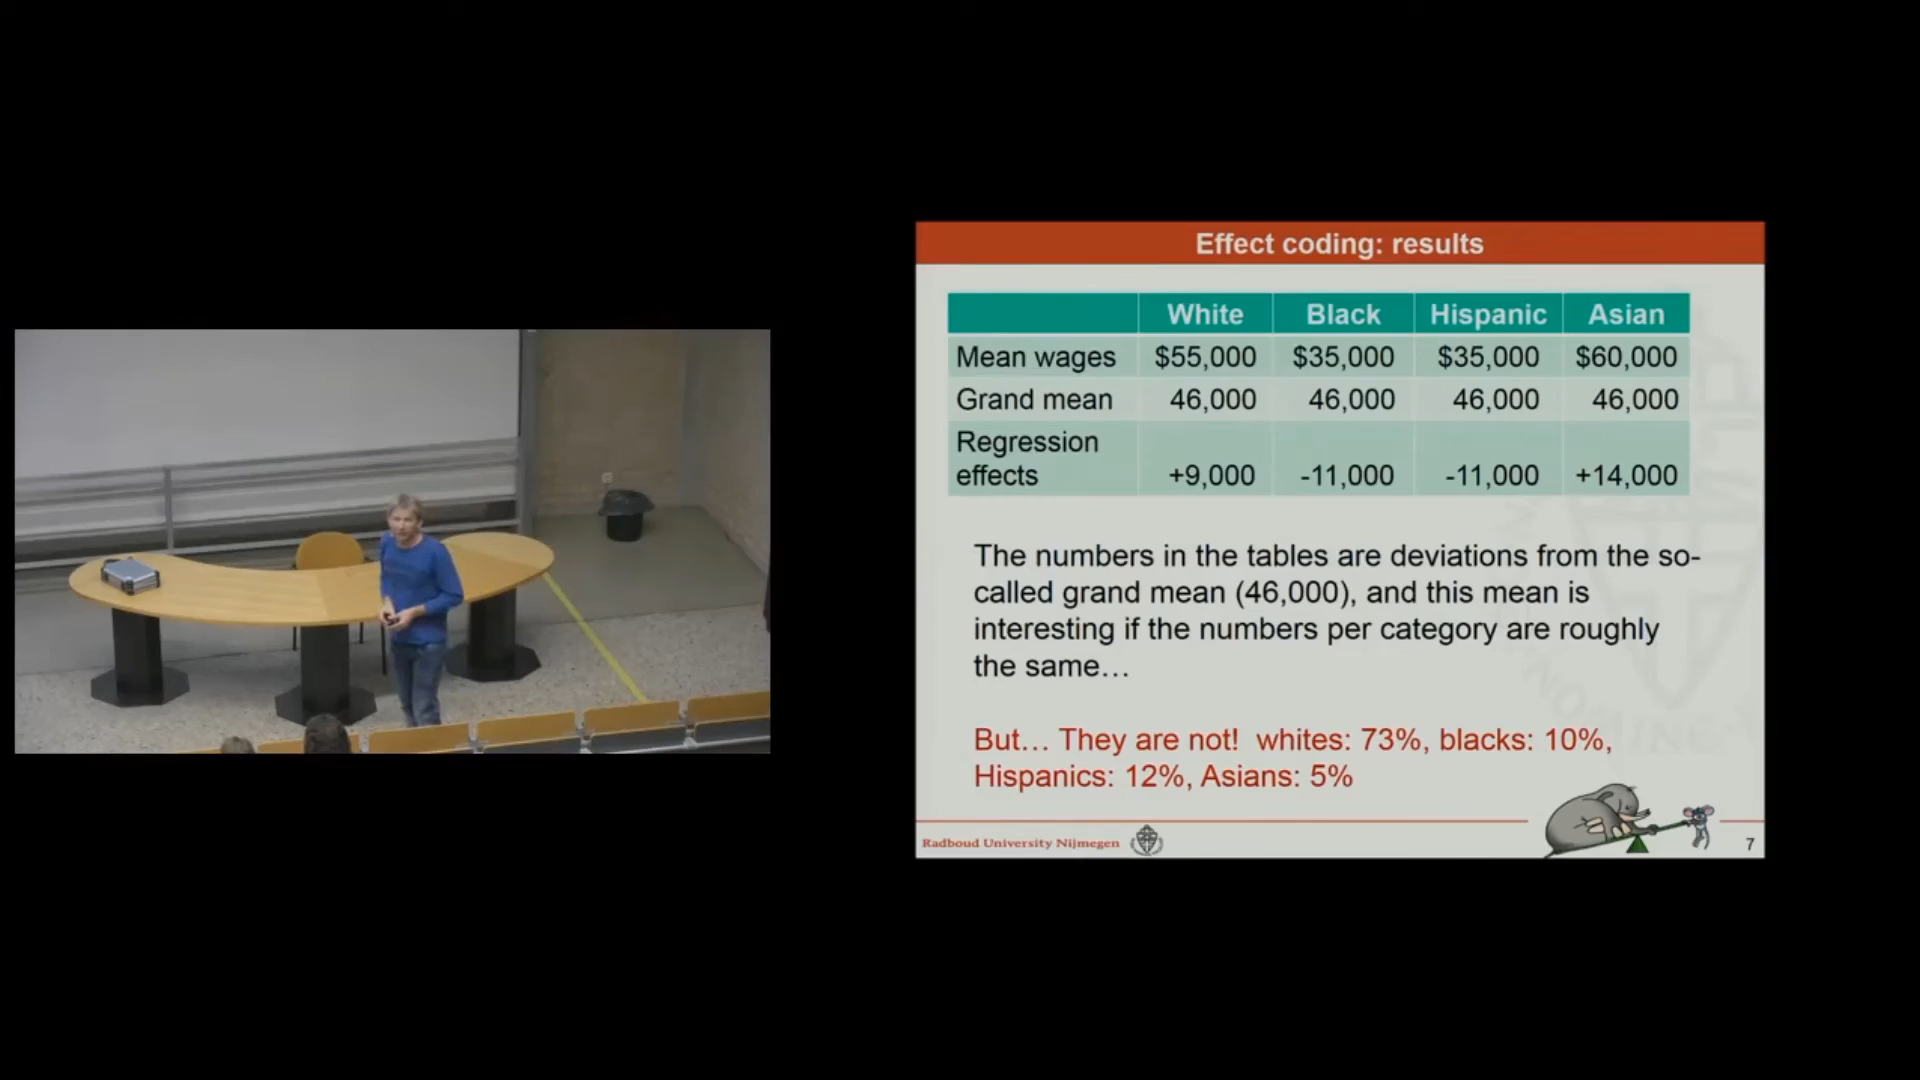 Effect coding: results
White Black Hispanic Asian
Mean wages $55,000 $35,000 $35,000 $60,000
Grand mean 46,000 46,000 46,000 46,000
Regression
effects +9,000 -11,000 -11,000 +14,000
The numbers in the tables are deviations from the so-
called grand mean (46,000), and this mean is
interesting if the numbers per category are roughly
the same…
But… They are not! whites: 73%, blacks: 10%,
Hispanics: 12%, Asians: 5%
Radboud University Nijmegen
7